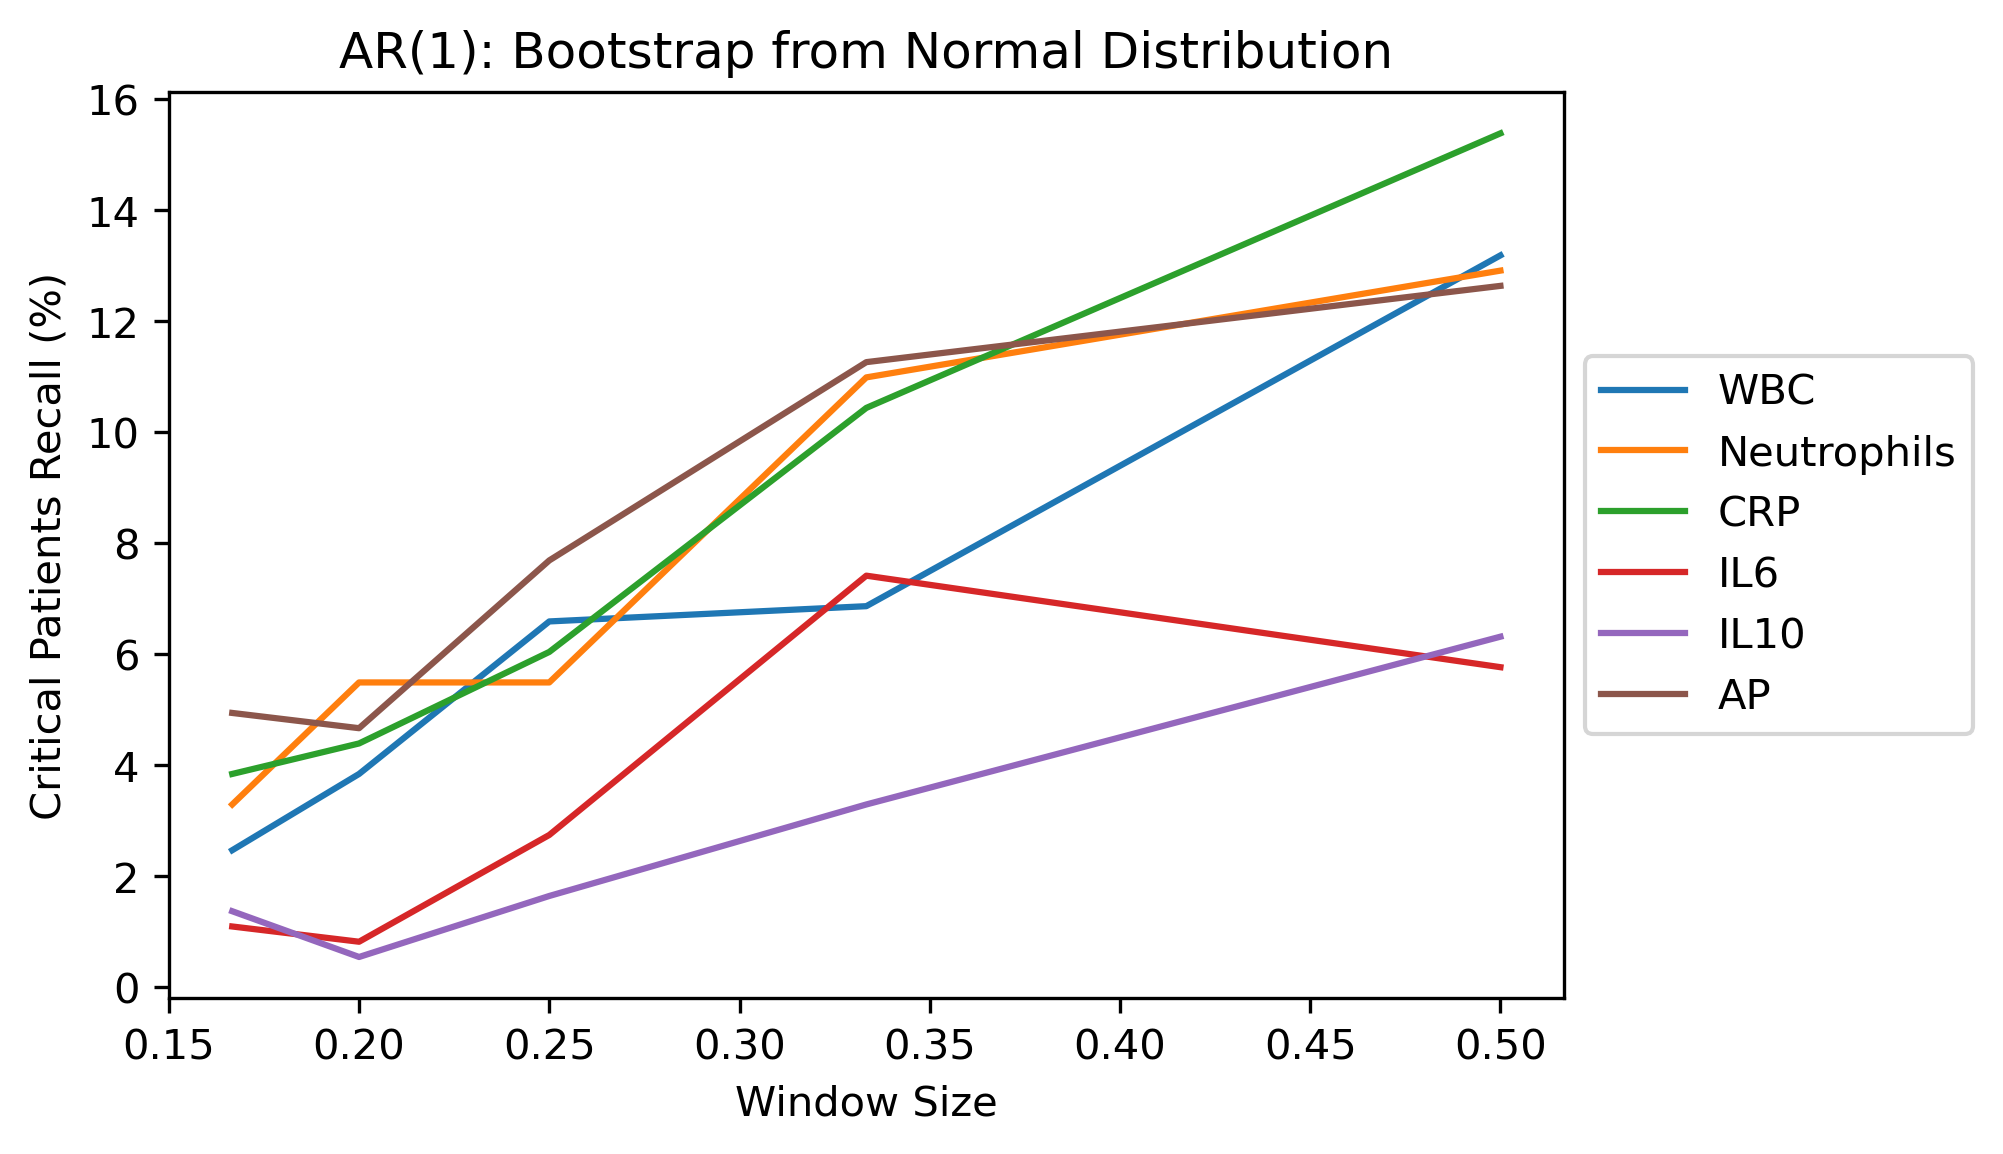 AR(1): Bootstrap from Normal Distribution
Critical Patients Recall (%)
16
14
12
10
8
6
4
2
0
0.15 0.20 0.25 0.30 0.35 0.40 0.45 0.50
Window Size
WBC
Neutrophils
CRP
IL6
IL10
AP